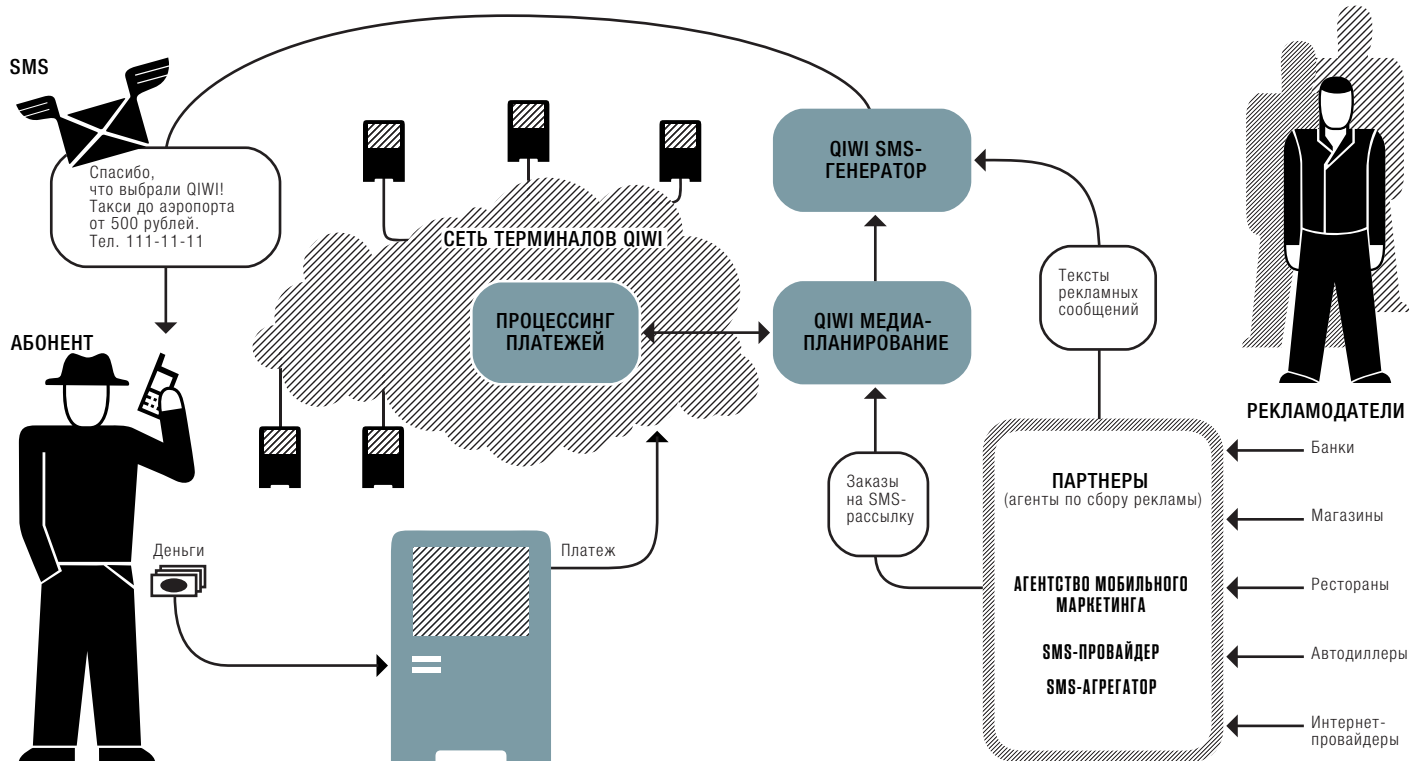 SMS
Спасибо,
что выбрали QIWI!
Такси до аэропорта
от 500 рублей.
Тел. 111-11-11
АБОНЕНТ
Деньги
Платеж
СЕТЬ ТЕРМИНАЛОВ QIWI
ПРОЦЕССИНГ
ПЛАТЕЖЕЙ
QIWI SMS-
ГЕНЕРАТОР
QIWI МЕДИА-
ПЛАНИРОВАНИЕ
Заказы
на SMS-
рассылку
Тексты
рекламных
сообщений
ПАРТНЕРЫ
(агенты по сбору рекламы)
АГЕНТСТВО МОБИЛЬНОГО
МАРКЕТИНГА
SMS-ПРОВАЙДЕР
SMS-АГРЕГАТОР
РЕКЛАМОДАТЕЛИ
Банки
Магазины
Рестораны
Автодиллеры
Интернет-
провайдеры